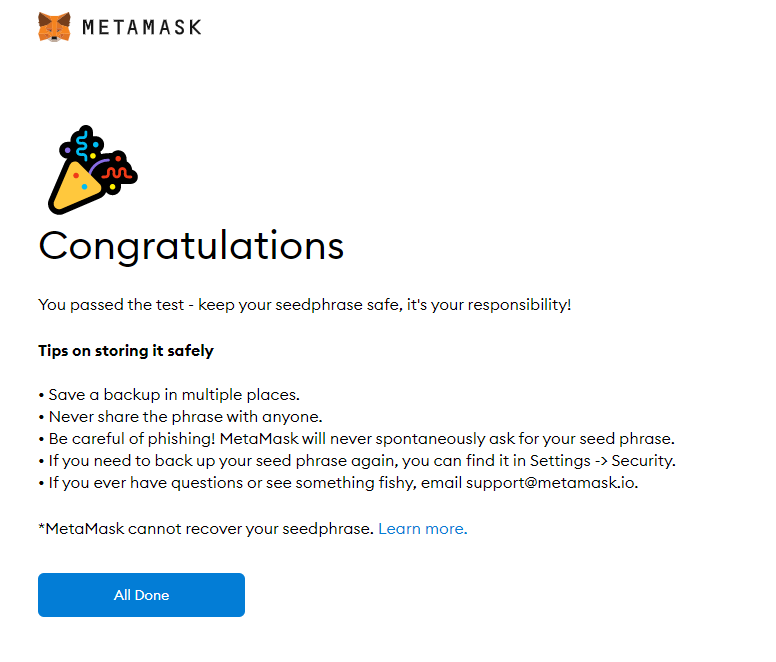 METAMASK
Congratulations
You passed the test - keep your seedphrase safe, it's your responsibility!
Tips on storing it safely
• Save a backup in multiple places.
• Never share the phrase with anyone.
• Be careful of phishing! MetaMask will never spontaneously ask for your seed phrase.
• If you need to back up your seed phrase again, you can find it in Settings -> Security.
• If you ever have questions or see something fishy, email support@metamask.io.
*MetaMask cannot recover your seedphrase. Learn more.
All Done